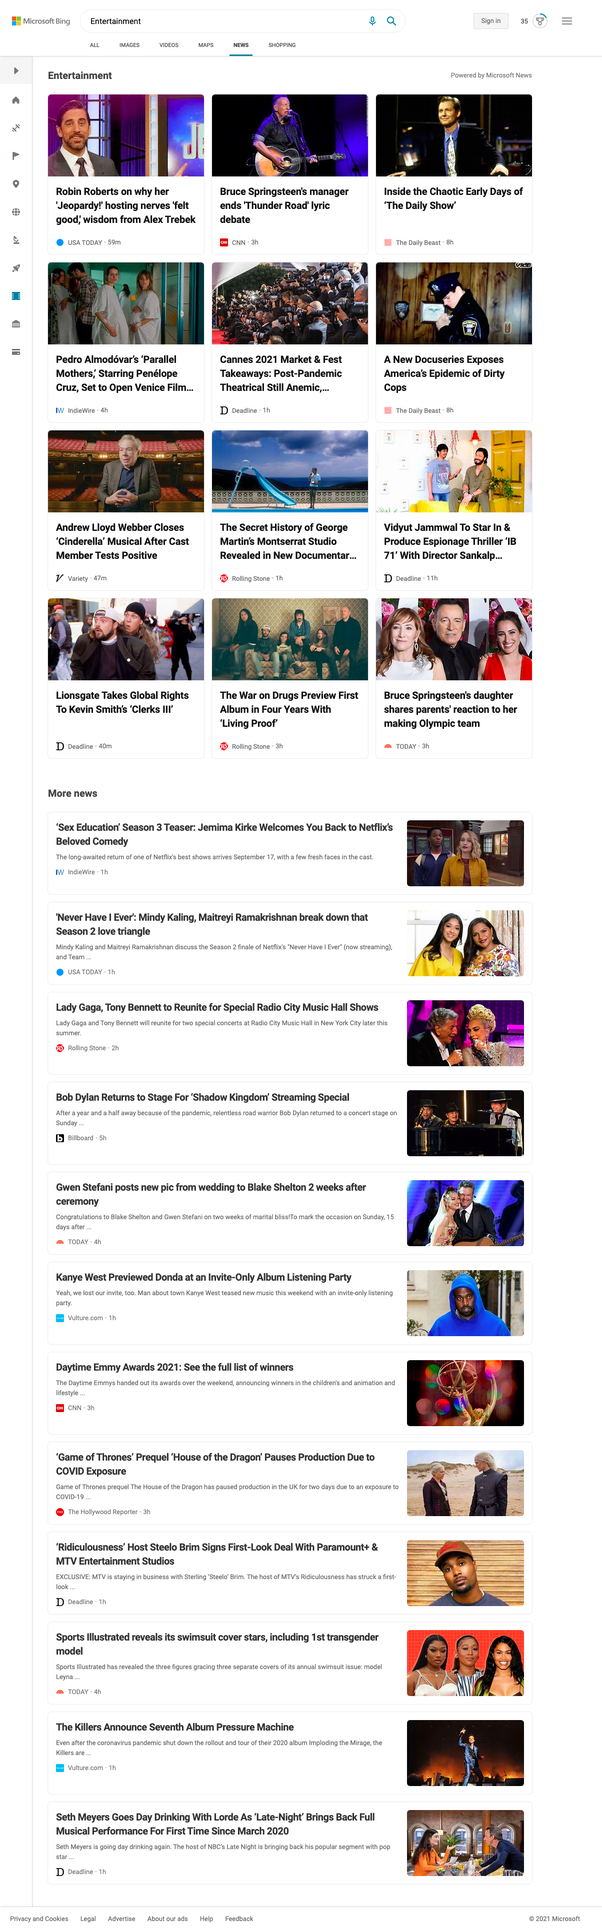 Microsoft Bing
Entertainment
Sign in
35
ALL
IMAGES
VIDEOS
MAPS
NEWS
SHOPPING
Entertainment
Powered by Microsoft News
Robin Roberts on why her
'Jeopardy!' hosting nerves 'felt
good,' wisdom from Alex Trebek
USA TODAY · 59m
Bruce Springsteen's manager
ends 'Thunder Road' lyric
debate
CNN · 3h
Inside the Chaotic Early Days of
‘The Daily Show’
The Daily Beast · 8h
Pedro Almodóvar’s ‘Parallel
Mothers,’ Starring Penélope
Cruz, Set to Open Venice Film...
IndieWire · 4h
Cannes 2021 Market & Fest
Takeaways: Post-Pandemic
Theatrical Still Anemic,...
Deadline · 1h
A New Docuseries Exposes
America’s Epidemic of Dirty
Cops
The Daily Beast · 8h
Andrew Lloyd Webber Closes
‘Cinderella’ Musical After Cast
Member Tests Positive
Variety · 47m
The Secret History of George
Martin’s Montserrat Studio
Revealed in New Documentar...
Rolling Stone · 1h
Vidyut Jammwal To Star In &
Produce Espionage Thriller ‘IB
71’ With Director Sankalp...
Deadline · 11h
Lionsgate Takes Global Rights
To Kevin Smith’s ‘Clerks III’
Deadline · 40m
The War on Drugs Preview First
Album in Four Years With
‘Living Proof’
Rolling Stone · 3h
Bruce Springsteen's daughter
shares parents' reaction to her
making Olympic team
TODAY · 3h
More news
‘Sex Education’ Season 3 Teaser: Jemima Kirke Welcomes You Back to Netflix’s
Beloved Comedy
The long-awaited return of one of Netflix's best shows arrives September 17, with a few fresh faces in the cast.
IndieWire · 1h
'Never Have I Ever': Mindy Kaling, Maitreyi Ramakrishnan break down that
Season 2 love triangle
Mindy Kaling and Maitreyi Ramakrishnan discuss the Season 2 finale of Netflix's "Never Have I Ever" (now streaming),
and Team ...
USA TODAY · 1h
Lady Gaga, Tony Bennett to Reunite for Special Radio City Music Hall Shows
Lady Gaga and Tony Bennett will reunite for two special concerts at Radio City Music Hall in New York City later this
summer.
Rolling Stone · 2h
Bob Dylan Returns to Stage For ‘Shadow Kingdom’ Streaming Special
After a year and a half away because of the pandemic, relentless road warrior Bob Dylan returned to a concert stage on
Sunday ...
Billboard · 5h
Gwen Stefani posts new pic from wedding to Blake Shelton 2 weeks after
ceremony
Congratulations to Blake Shelton and Gwen Stefani on two weeks of marital bliss!To mark the occasion on Sunday, 15
days after ...
TODAY · 4h
Kanye West Previewed Donda at an Invite-Only Album Listening Party
Yeah, we lost our invite, too. Man about town Kanye West teased new music this weekend with an invite-only listening
party.
Vulture.com · 1h
Daytime Emmy Awards 2021: See the full list of winners
The Daytime Emmys handed out its awards over the weekend, announcing winners in the children's and animation and
lifestyle ...
CNN · 3h
‘Game of Thrones’ Prequel ‘House of the Dragon’ Pauses Production Due to
COVID Exposure
Game of Thrones prequel The House of the Dragon has paused production in the UK for two days due to an exposure to
COVID-19 ...
The Hollywood Reporter · 3h
‘Ridiculousness’ Host Steelo Brim Signs First-Look Deal With Paramount+ &
MTV Entertainment Studios
EXCLUSIVE: MTV is staying in business with Sterling ‘Steelo’ Brim. The host of MTV's Ridiculousness has struck a first-
look ...
Deadline · 1h
Sports Illustrated reveals its swimsuit cover stars, including 1st transgender
model
Sports Illustrated has revealed the three figures gracing three separate covers of its annual swimsuit issue: model
Leyna ...
TODAY · 4h
The Killers Announce Seventh Album Pressure Machine
Even after the coronavirus pandemic shut down the rollout and tour of their 2020 album Imploding the Mirage, the
Killers are ...
Vulture.com · 1h
Seth Meyers Goes Day Drinking With Lorde As ‘Late-Night’ Brings Back Full
Musical Performance For First Time Since March 2020
Seth Meyers is going day drinking again. The host of NBC's Late Night is bringing back his popular segment with pop
star ...
Deadline · 1h
Privacy and Cookies
Legal
Advertise
About our ads
Help
Feedback
© 2021 Microsoft